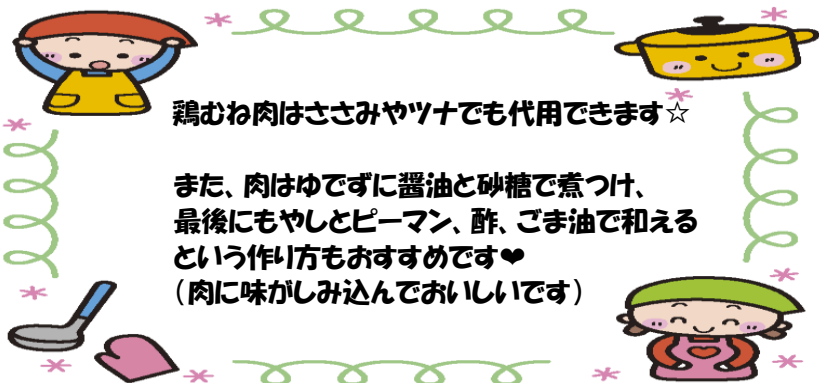 鶏むね肉はささみやツナでも代用できます☆
また、肉はゆでずに醤油と砂糖で煮つけ、
最後にもやしとピーマン、酢、ごま油で和える
という作り方もおすすめです❤
（肉に味がしみ込んでおいしいです）